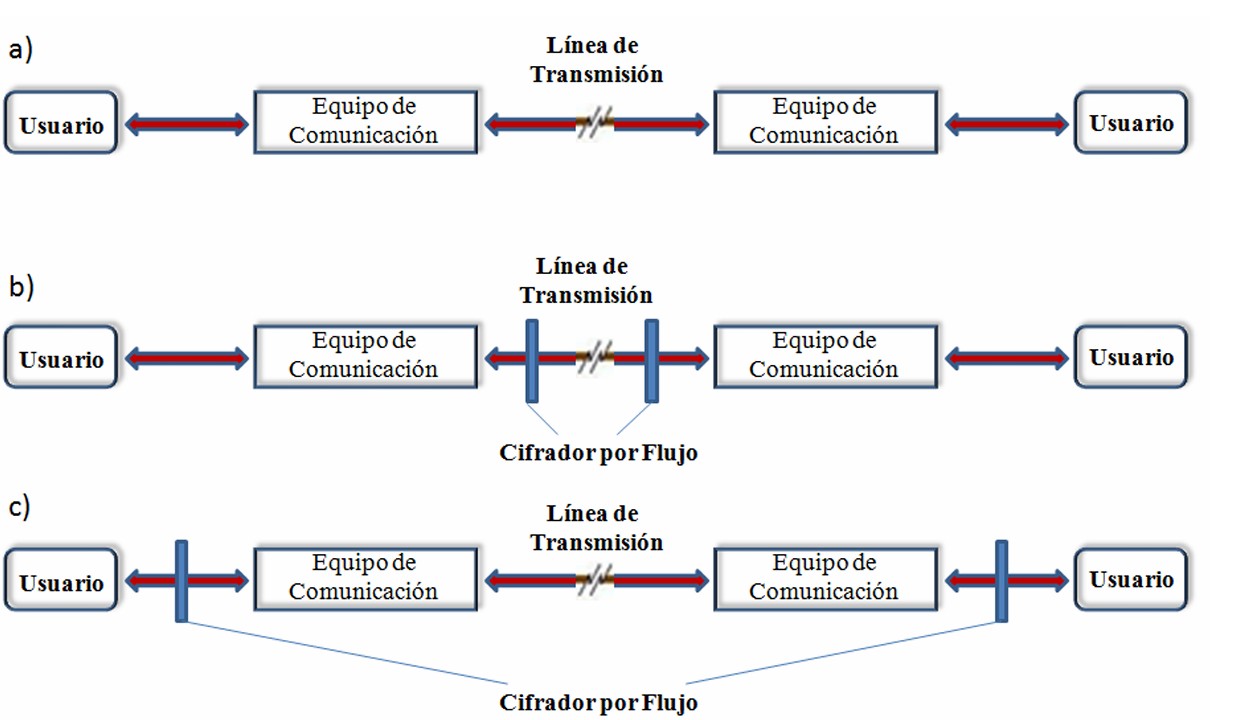 a)
Línea de
Transmisión
Usuario
Equipo de
Comunicación
Equipo de
Comunicación
Usuario
b)
Línea de
Transmisión
Usuario
Equipo de
Comunicación
Equipo de
Comunicación
Usuario
Cifrador por Flujo
c)
Línea de
Transmisión
Usuario
Equipo de
Comunicación
Equipo de
Comunicación
Usuario
Cifrador por Flujo